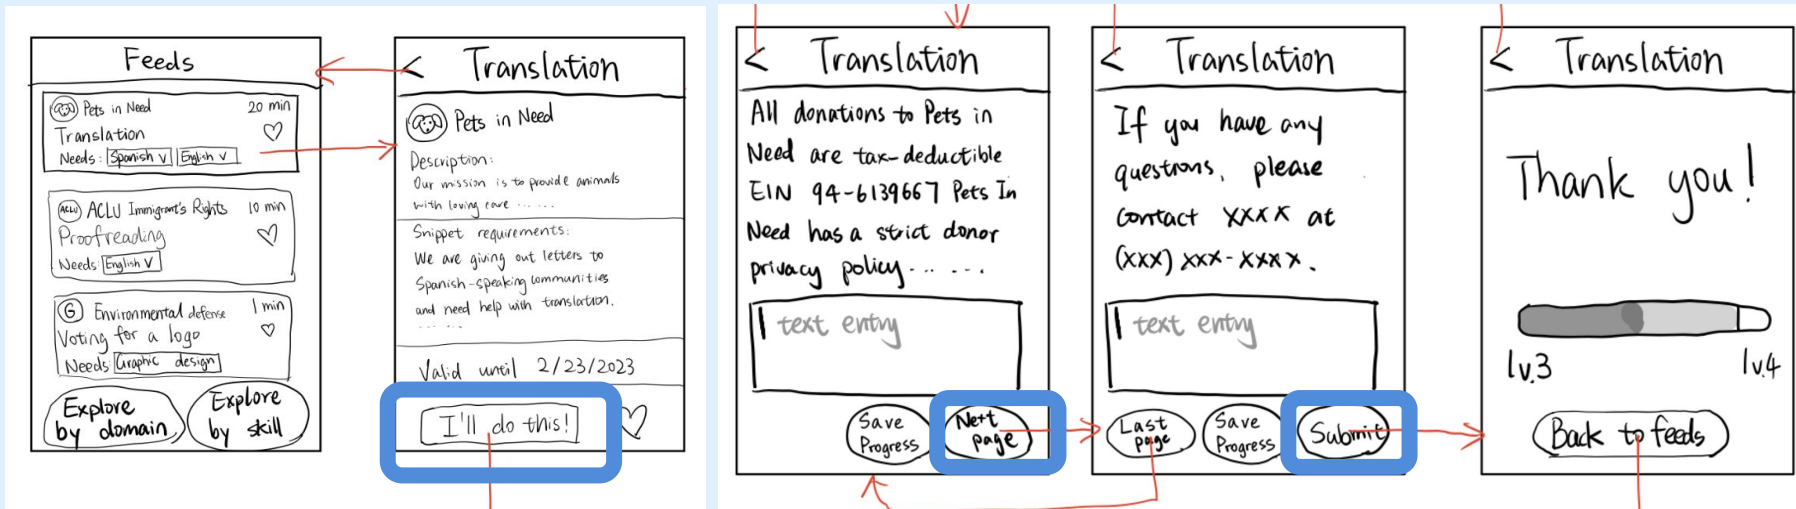 Feeds
Pets in Need 20 min
Translation
Needs: Spanish v English v
ACLU ACLU Immigrant's Rights 10 min
Proofreading
Needs: English v
G Environmental defense 1 min
Voting for a logo
Needs: Graphic design
Explore by domain
Explore by skill
< Translation
Pets in Need
Description:
Our mission is to provide animals
with loving care ......
Snippet requirements:
We are giving out letters to
Spanish-speaking communities
and need help with translation.
......
Valid until 2/23/2023
I'll do this!
< Translation
All donations to Pets in
Need are tax-deductible
EIN 94-6139667 Pets In
Need has a strict donor
privacy policy......
text entry
Save Progress
Next page
< Translation
If you have any
questions, please
contact XXXX at
(xxx) xxx-xxxx.
text entry
Last page
Save Progress
Submit
< Translation
Thank you!
lv.3 lv.4
Back to feeds